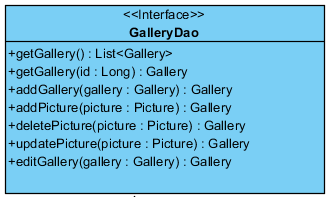 <<Interface>>
GalleryDao
+getGallery() : List<Gallery>
+getGallery(id : Long) : Gallery
+addGallery(gallery : Gallery) : Gallery
+addPicture(picture : Picture) : Gallery
+deletePicture(picture : Picture) : Gallery
+updatePicture(picture : Picture) : Gallery
+editGallery(gallery : Gallery) : Gallery